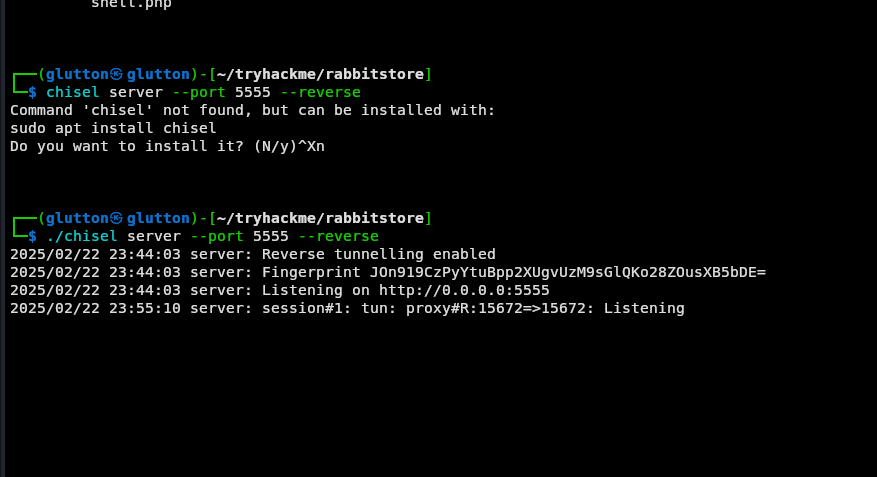 shell.php
┌──(glutton㉿glutton)-[~/tryhackme/rabbitstore]
└─$ chisel server --port 5555 --reverse
Command 'chisel' not found, but can be installed with:
sudo apt install chisel
Do you want to install it? (N/y)^Xn
┌──(glutton㉿glutton)-[~/tryhackme/rabbitstore]
└─$ ./chisel server --port 5555 --reverse
2025/02/22 23:44:03 server: Reverse tunnelling enabled
2025/02/22 23:44:03 server: Fingerprint JOn919CzPyYtuBpp2XUgvUzM9sGlQKo28ZOusXB5bDE=
2025/02/22 23:44:03 server: Listening on http://0.0.0.0:5555
2025/02/22 23:55:10 server: session#1: tun: proxy#R:15672=>15672: Listening